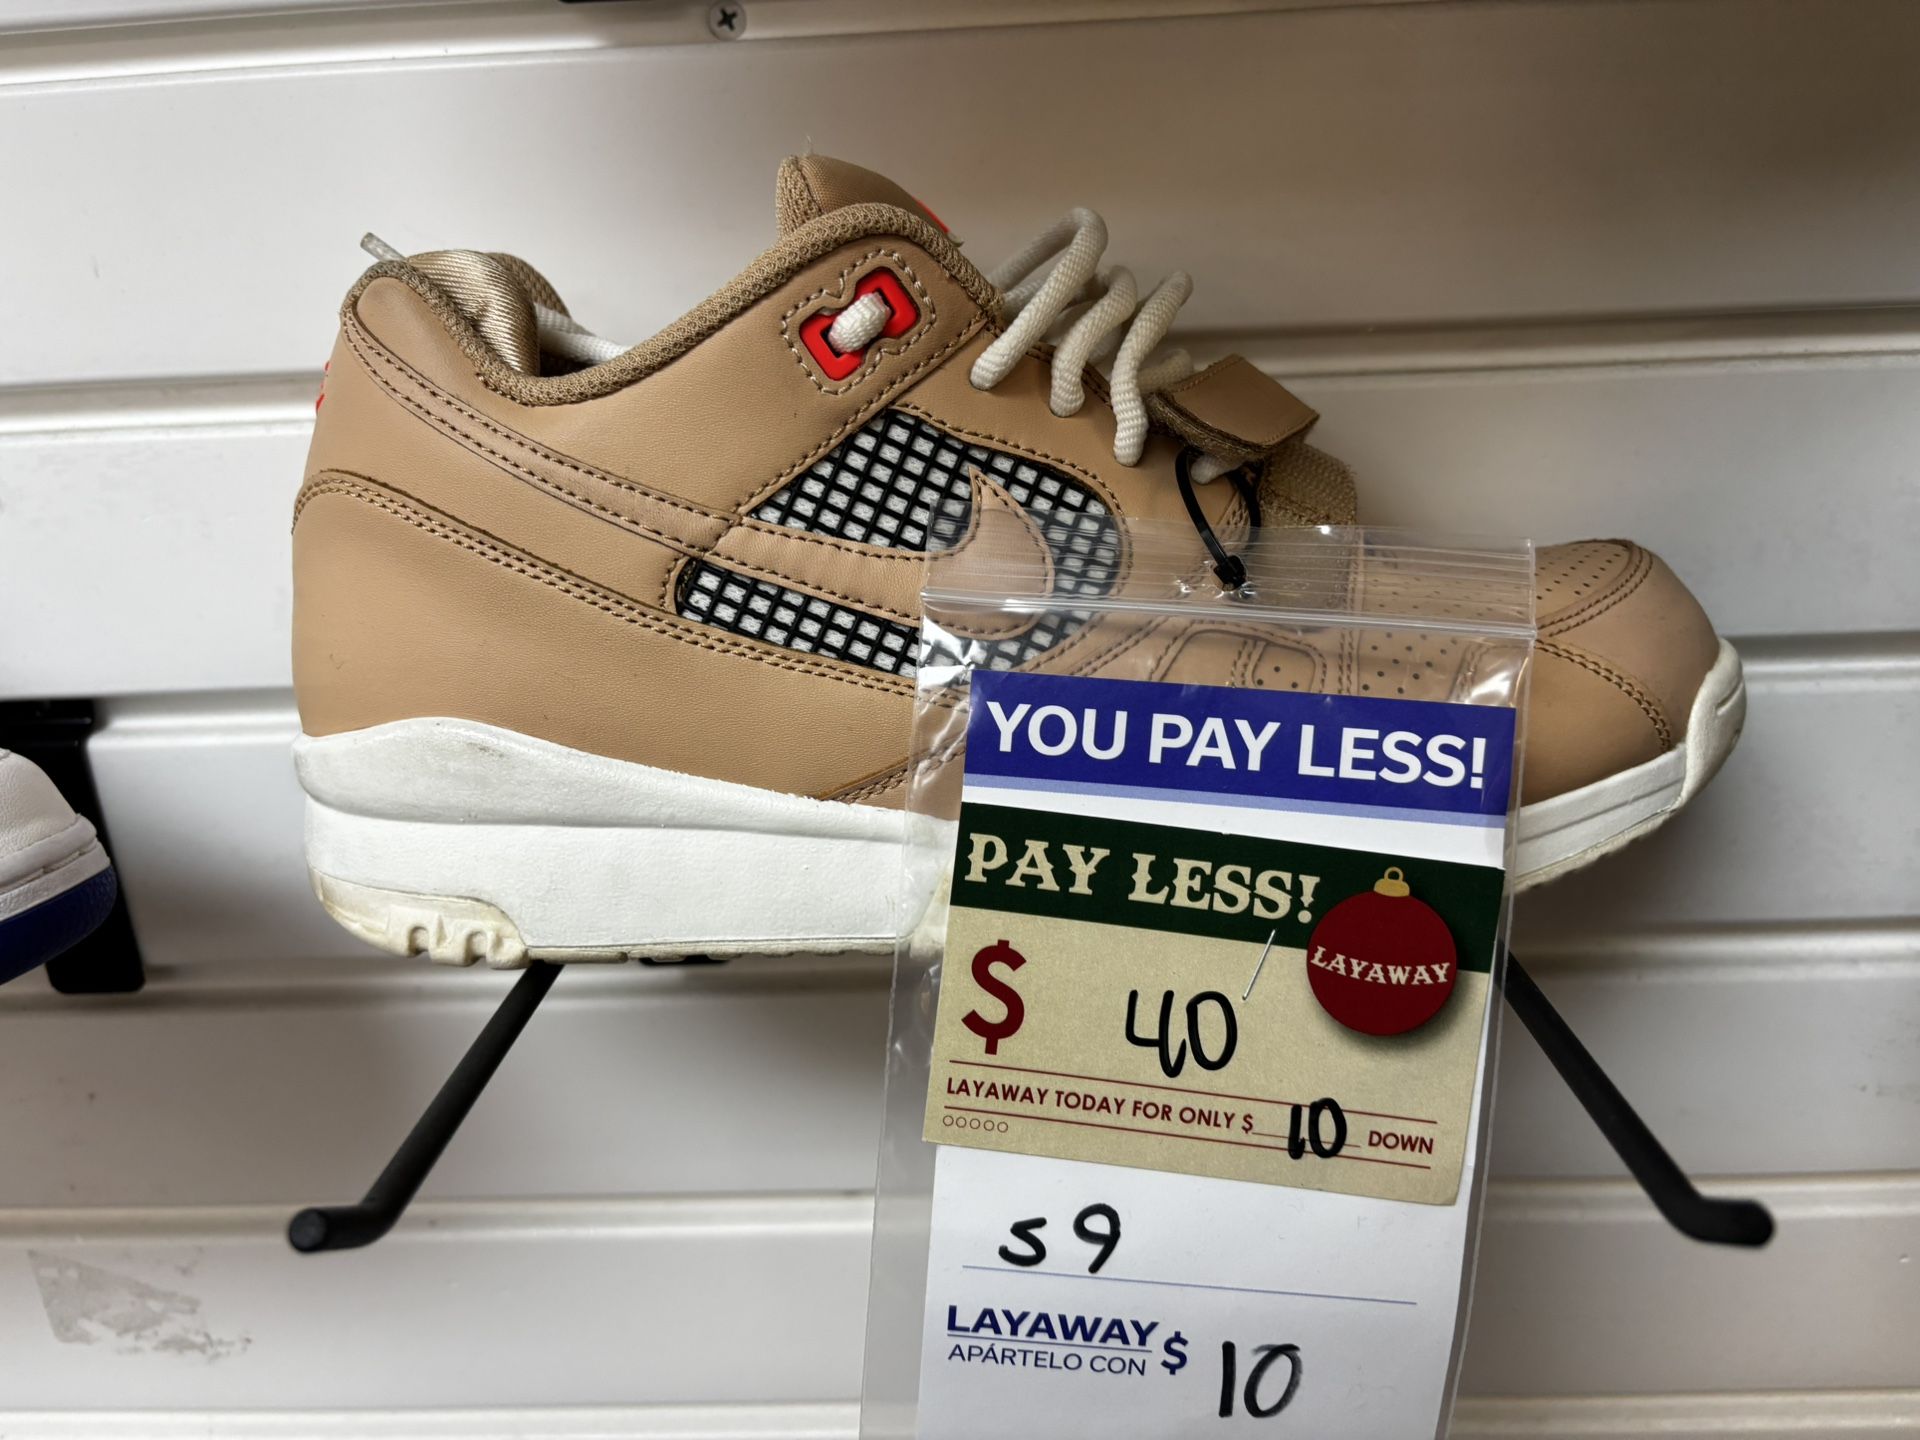 YOU PAY LESS!
PAY LESS!
LAYAWAY
$ 40
LAYAWAY TODAY FOR ONLY $ 10 DOWN
S9
LAYAWAY $ 10
APÁRTELO CON